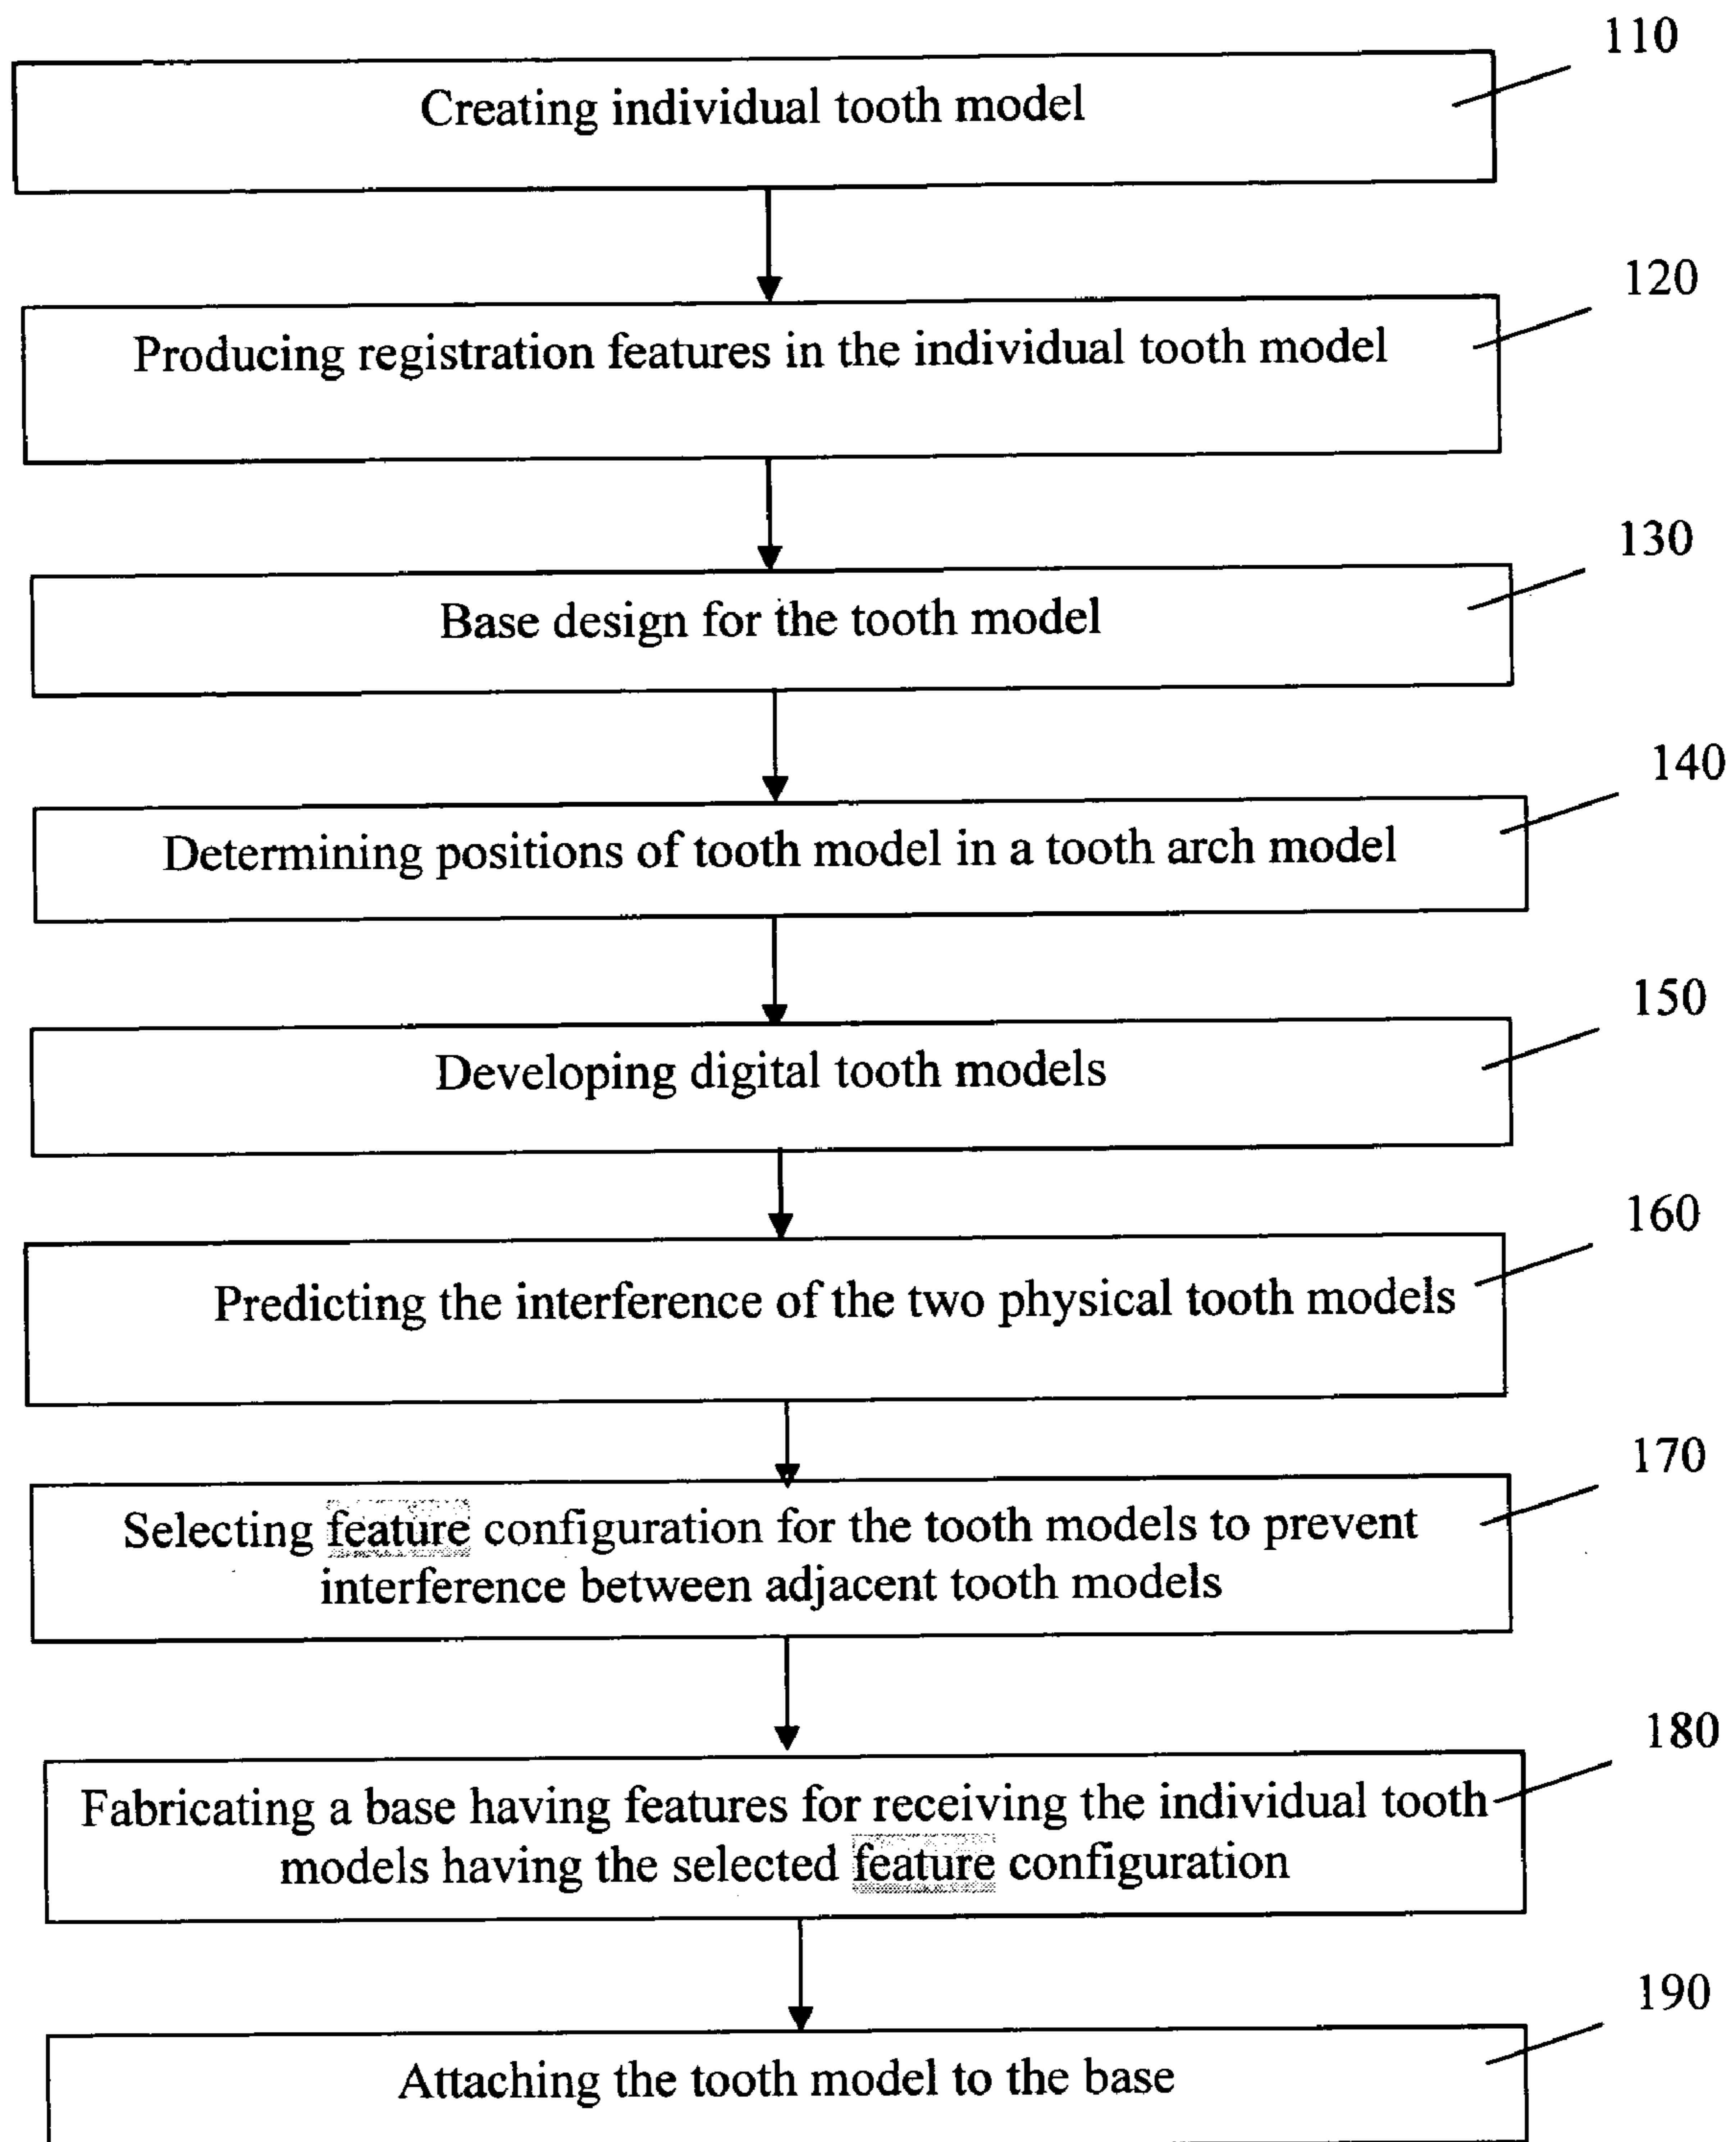 110
Creating individual tooth model
120
Producing registration features in the individual tooth model
130
Base design for the tooth model
140
Determining positions of tooth model in a tooth arch model
150
Developing digital tooth models
160
Predicting the interference of the two physical tooth models
170
Selecting feature configuration for the tooth models to prevent
interference between adjacent tooth models
180
Fabricating a base having features for receiving the individual tooth
models having the selected feature configuration
190
Attaching the tooth model to the base